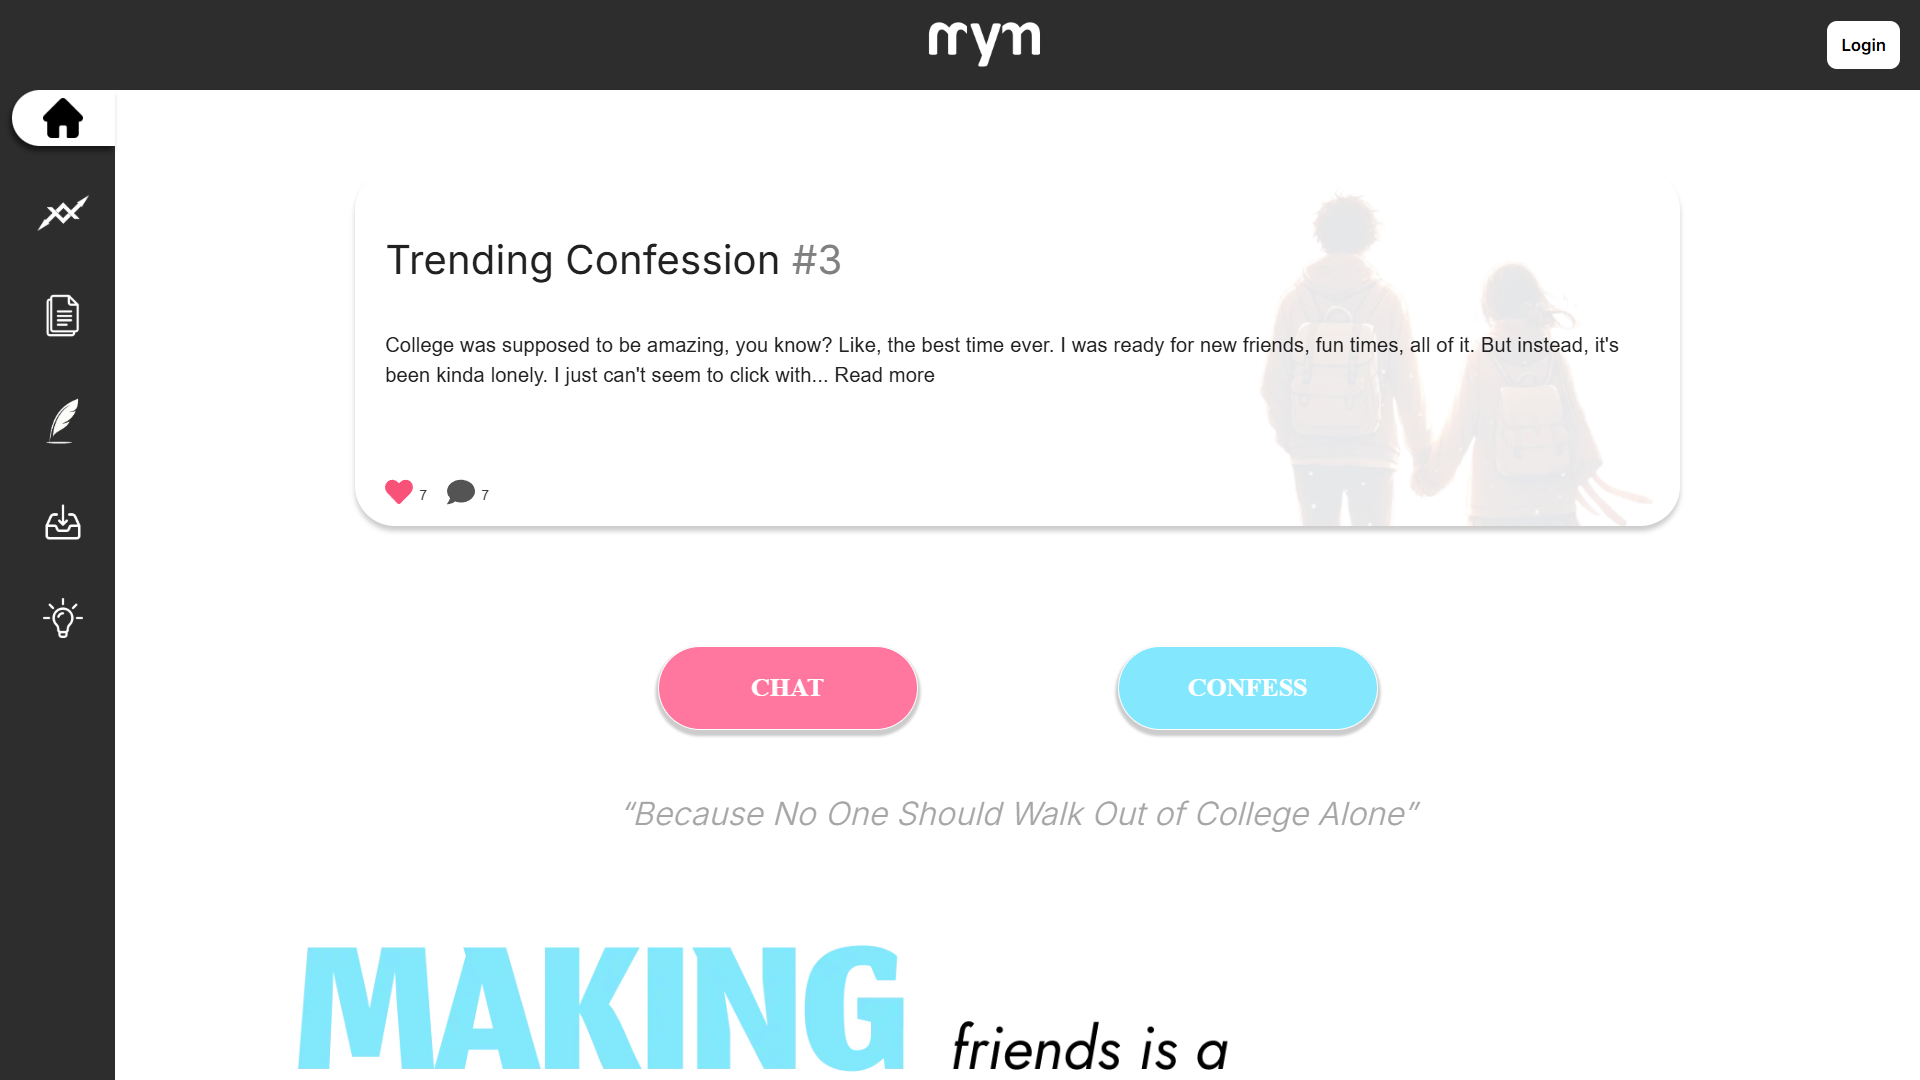 mym
Login
Trending Confession #3
College was supposed to be amazing, you know? Like, the best time ever. I was ready for new friends, fun times, all of it. But instead, it's
been kinda lonely. I just can't seem to click with... Read more
7 7
CHAT CONFESS
“Because No One Should Walk Out of College Alone”
MAKING friends is a